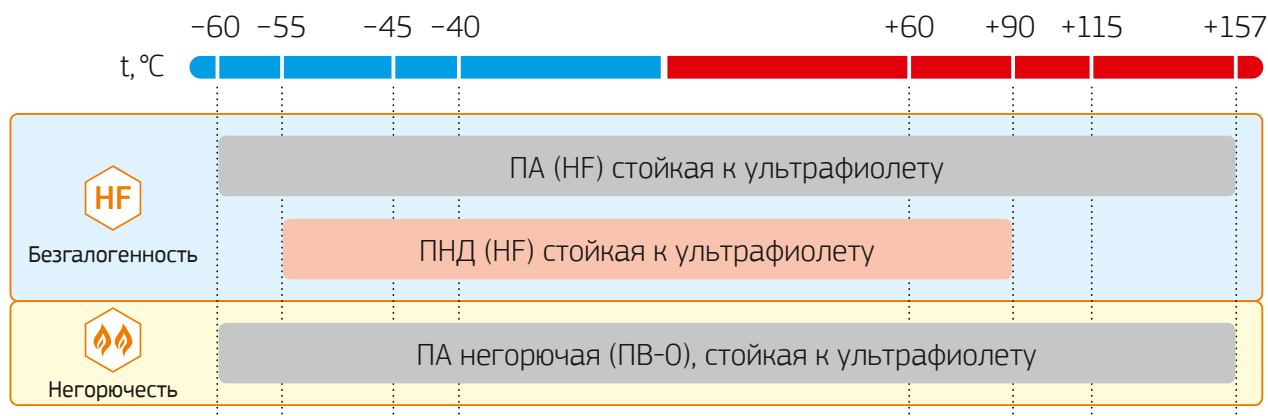 −60 −55 −45 −40 +60 +90 +115 +157
t, °C
ПА (HF) стойкая к ультрафиолету
HF
ПНД (HF) стойкая к ультрафиолету
Безгалогенность
ПА негорючая (ПВ-0), стойкая к ультрафиолету
Негорючесть